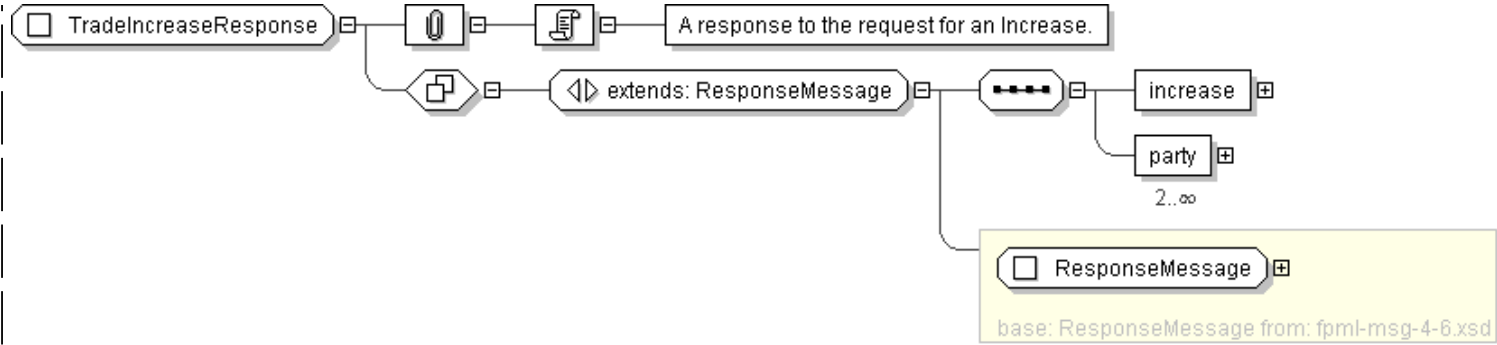 TradeIncreaseResponse
A response to the request for an Increase.
extends: ResponseMessage
increase
party
2..∞
ResponseMessage
base: ResponseMessage from: fpml-msg-4-6.xsd